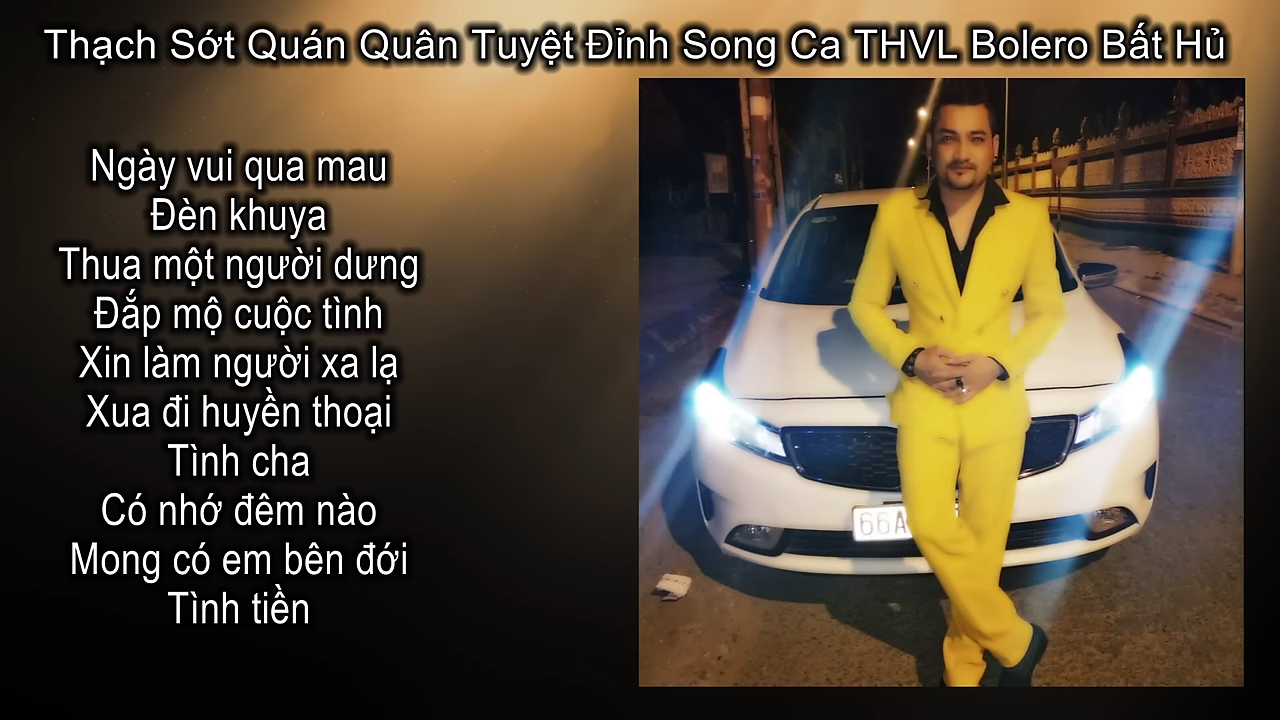 Thạch Sớt Quán Quân Tuyệt Đỉnh Song Ca THVL Bolero Bất Hủ
Ngày vui qua mau
Đèn khuya
Thua một người dưng
Đắp mộ cuộc tình
Xin làm người xa lạ
Xua đi huyền thoại
Tình cha
Có nhớ đêm nào
Mong có em bên đới
Tình tiền
66A